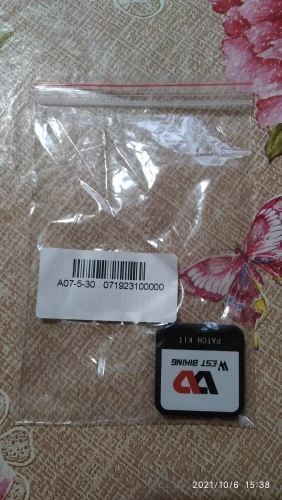 A07-5-30 071923100000
PATCH KIT
WEST BIKING
2021/10/6 15:38